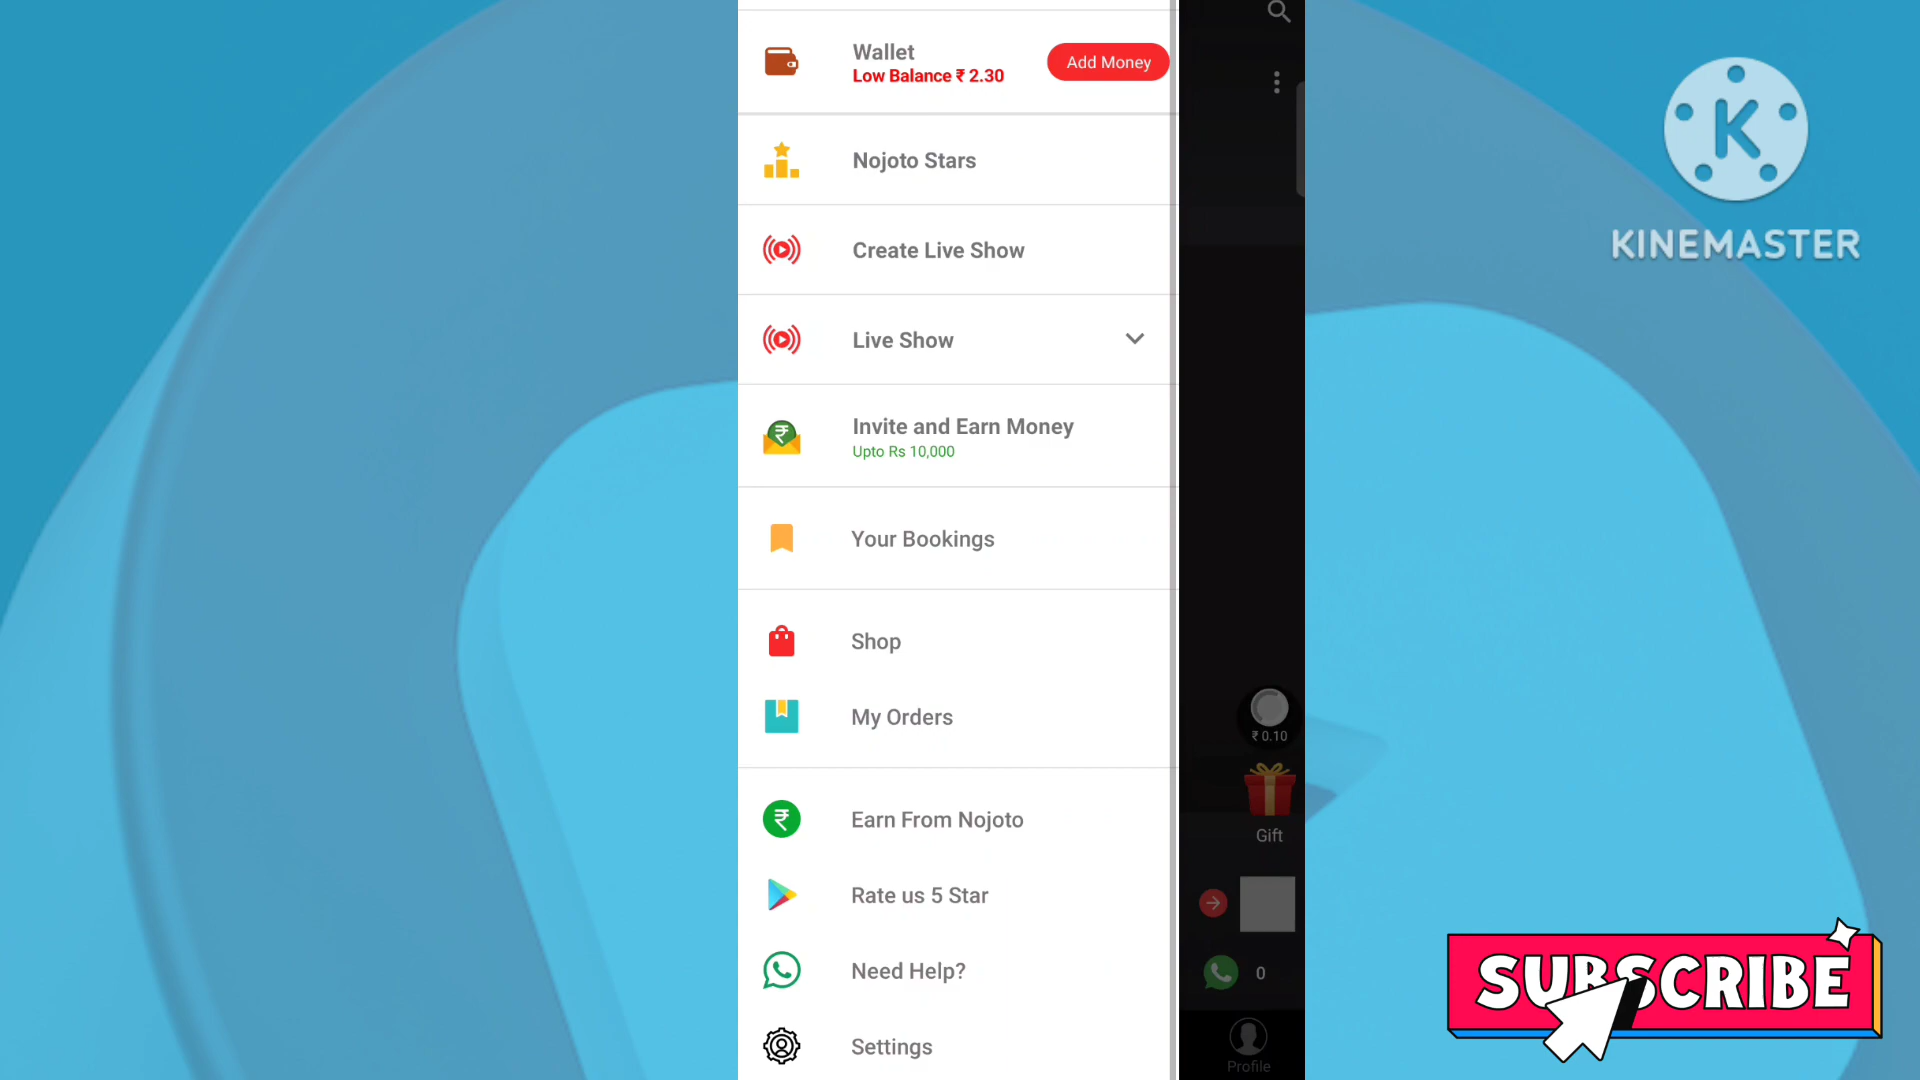 Wallet
Low Balance ₹ 2.30
Add Money
Nojoto Stars
Create Live Show
Live Show
Invite and Earn Money
Upto Rs 10,000
Your Bookings
Shop
My Orders
Earn From Nojoto
Rate us 5 Star
Need Help?
Settings
₹ 0.10
Gift
0
Profile
K
KINEMASTER
SUBSCRIBE